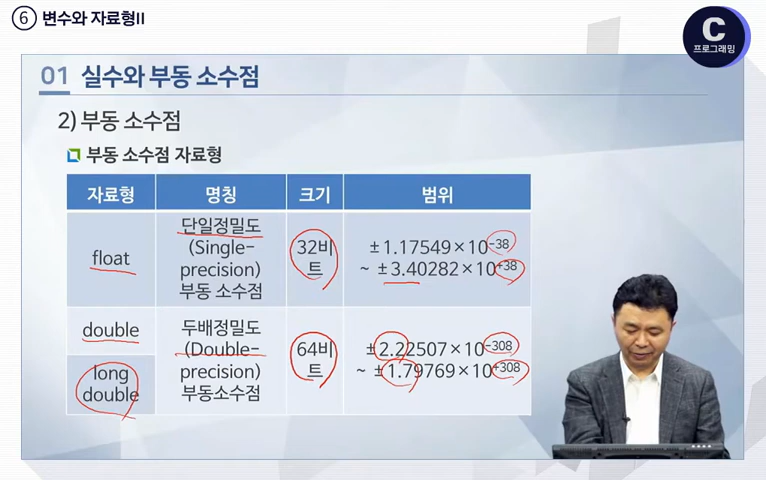 ⑥ 변수와 자료형II
C
프로그래밍
01 실수와 부동 소수점
2) 부동 소수점
부동 소수점 자료형
자료형 명칭 크기 범위
float
단일정밀도
(Single-
precision)
부동 소수점
32비
트
±1.17549×10^-38
~ ±3.40282×10^+38
double
long
double
두배정밀도
(Double-
precision)
부동소수점
64비
트
±2.22507×10^-308
~ ±1.79769×10^+308